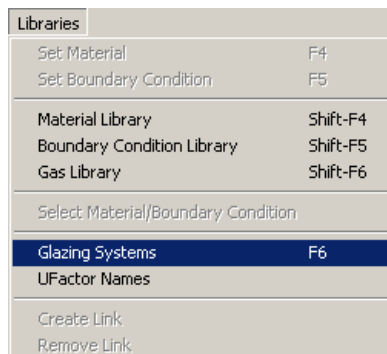 Libraries
Set Material F4
Set Boundary Condition F5
Material Library Shift-F4
Boundary Condition Library Shift-F5
Gas Library Shift-F6
Select Material/Boundary Condition
Glazing Systems F6
UFactor Names
Create Link
Remove Link